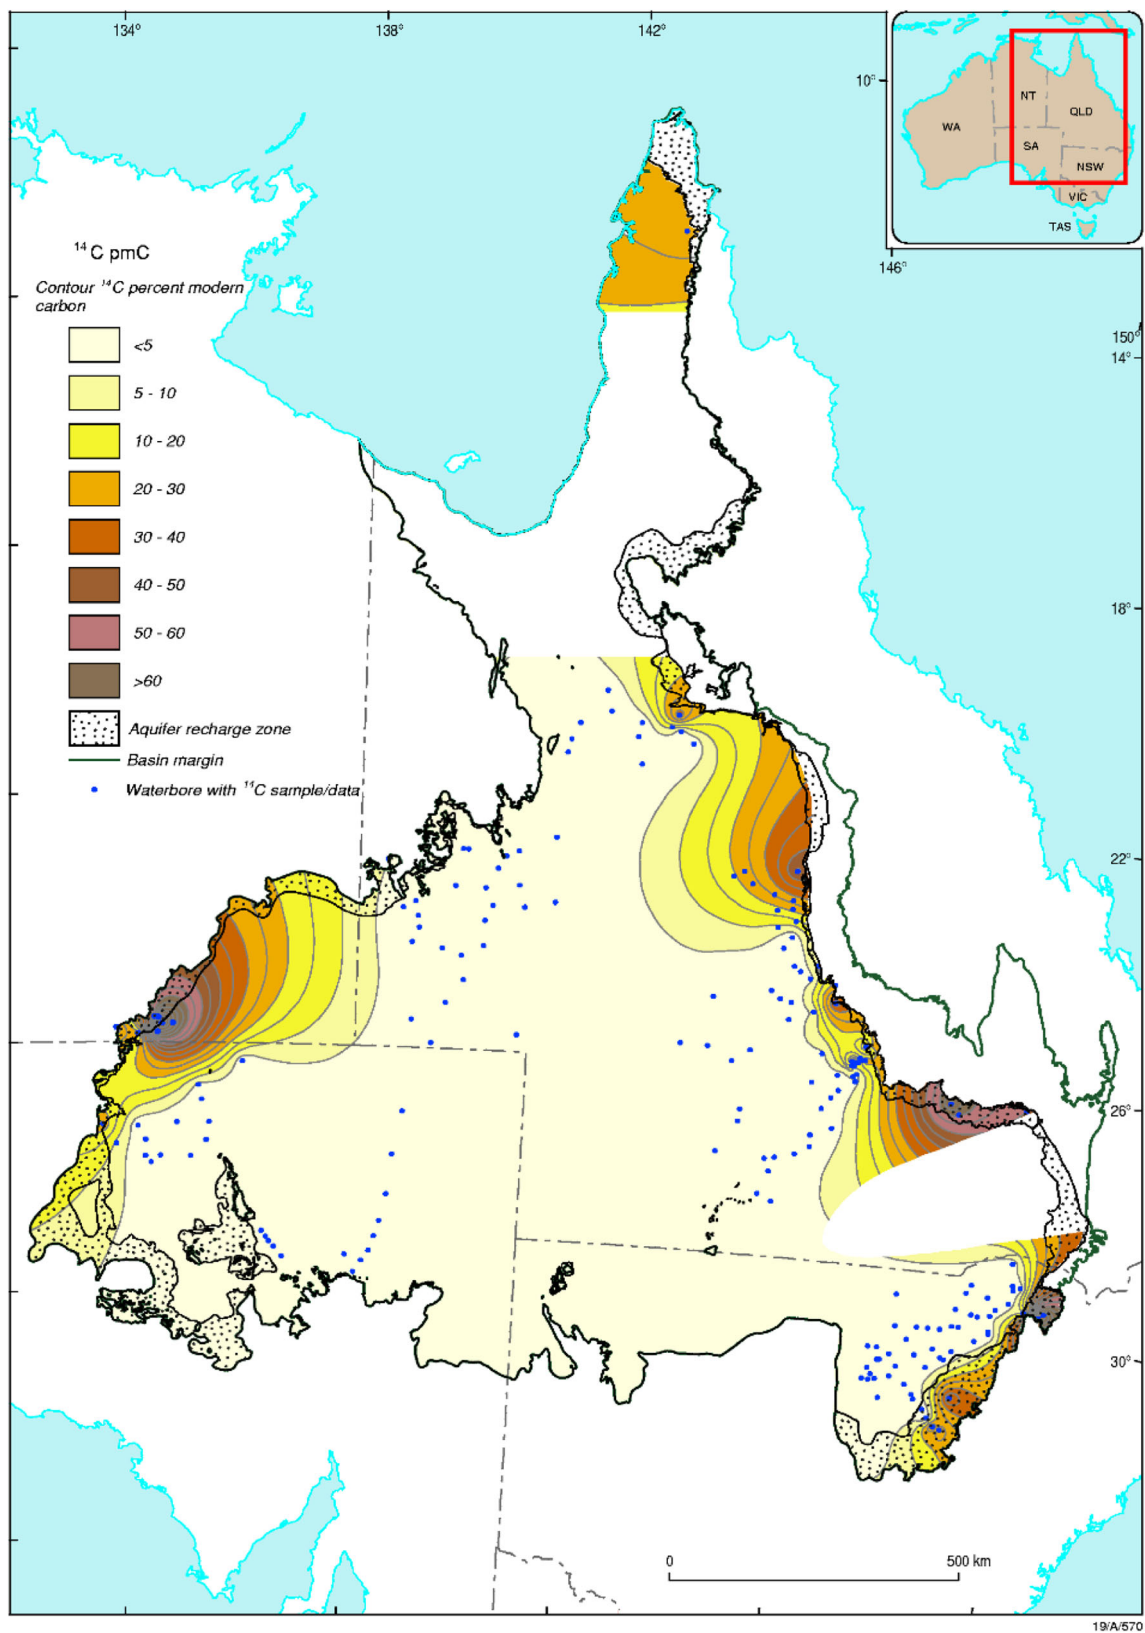 134°
138°
142°
10°
WA
NT
QLD
SA
NSW
VIC
TAS
146°
150°
14°
18°
22°
26°
30°
¹⁴C pmC
Contour ¹⁴C percent modern
carbon
<5
5 - 10
10 - 20
20 - 30
30 - 40
40 - 50
50 - 60
>60
Aquifer recharge zone
Basin margin
Waterbore with ¹⁴C sample/data
0
500 km
19/A/570